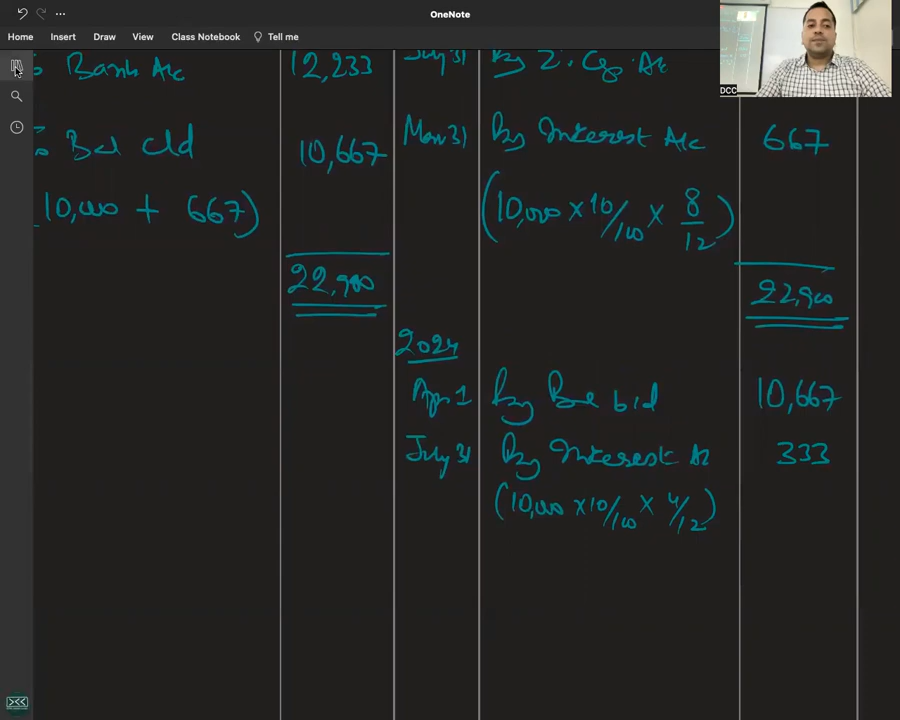 OneNote
Home Insert Draw View Class Notebook Tell me
DCC
Bank A/c 12,233 July 31 By Z's Cap A/c
Bal c/d 10,667 Mar 31 By Interest A/c 667
(10,000 + 667) (10,000 × 10/100 × 8/12)
22,900 22,900
2024
Apr 1 By Bal b/d 10,667
July 31 By Interest A/c 333
(10,000 × 10/100 × 4/12)